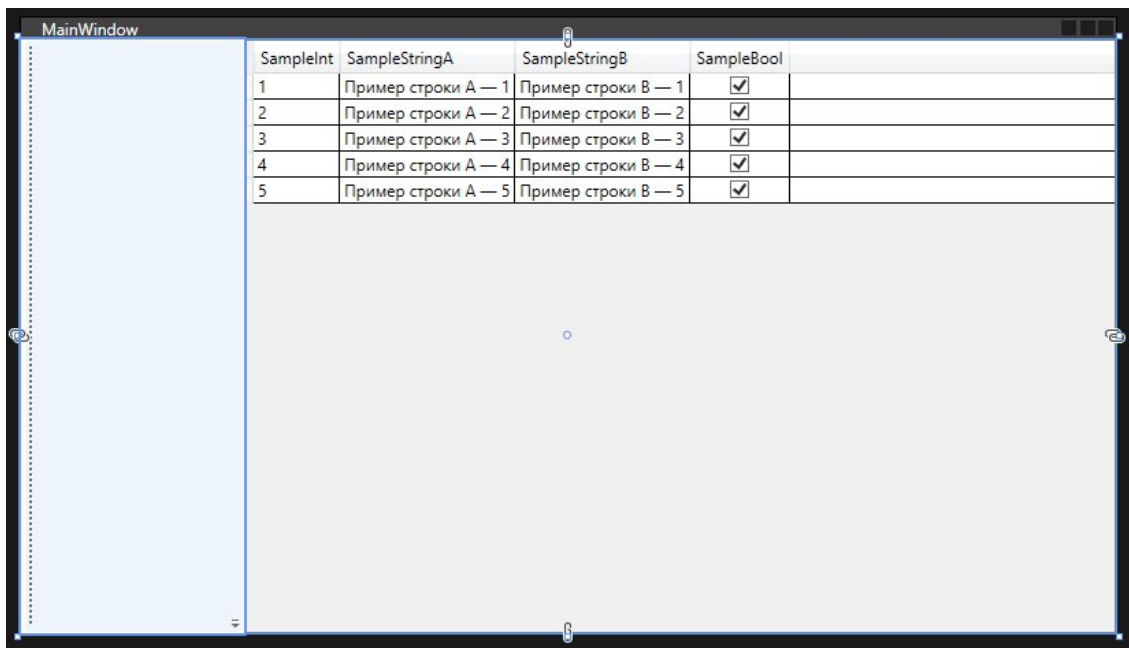 MainWindow
SampleInt SampleStringA SampleStringB SampleBool
1 Пример строки A — 1 Пример строки B — 1
2 Пример строки A — 2 Пример строки B — 2
3 Пример строки A — 3 Пример строки B — 3
4 Пример строки A — 4 Пример строки B — 4
5 Пример строки A — 5 Пример строки B — 5